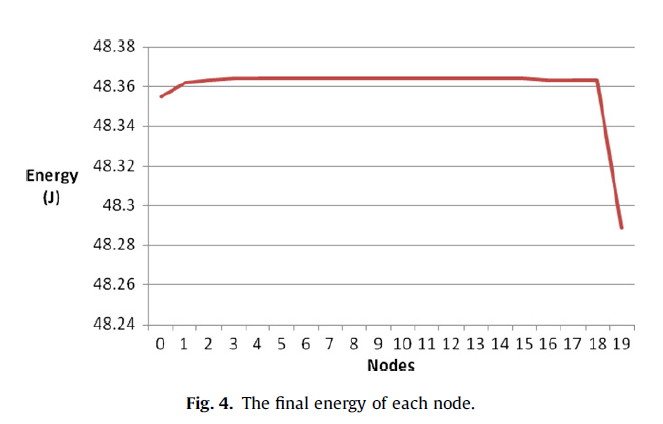 48.38
48.36
48.34
48.32
Energy
(J)
48.3
48.28
48.26
48.24
0 1 2 3 4 5 6 7 8 9 10 11 12 13 14 15 16 17 18 19
Nodes
Fig. 4. The final energy of each node.